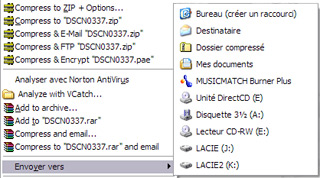 Compress to ZIP + Options...
Compress to "DSCN0337.zip"
Compress & E-Mail "DSCN0337.zip"
Compress & FTP "DSCN0337.zip"
Compress & Encrypt "DSCN0337.pae"
Analyser avec Norton AntiVirus
Analyze with VCatch...
Add to archive...
Add to "DSCN0337.rar"
Compress and email...
Compress to "DSCN0337.rar" and email
Envoyer vers
Bureau (créer un raccourci)
Destinataire
Dossier compressé
Mes documents
MUSICMATCH Burner Plus
Unité DirectCD (E)
Disquette 3½ (A:)
Lecteur CD-RW (E:)
LACIE (J:)
LACIE2 (K:)